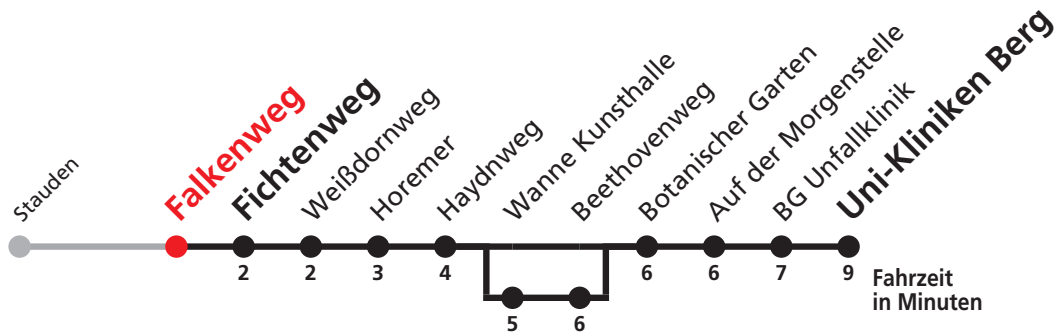 Stauden
Falkenweg
Fichtenweg
Weißdornweg
Horemer
Haydnweg
Wanne Kunsthalle
Beethovenweg
Botanischer Garten
Auf der Morgenstelle
BG Unfallklinik
Uni-Kliniken Berg
2 2 3 4 6 6 7 9
5 6
Fahrzeit
in Minuten